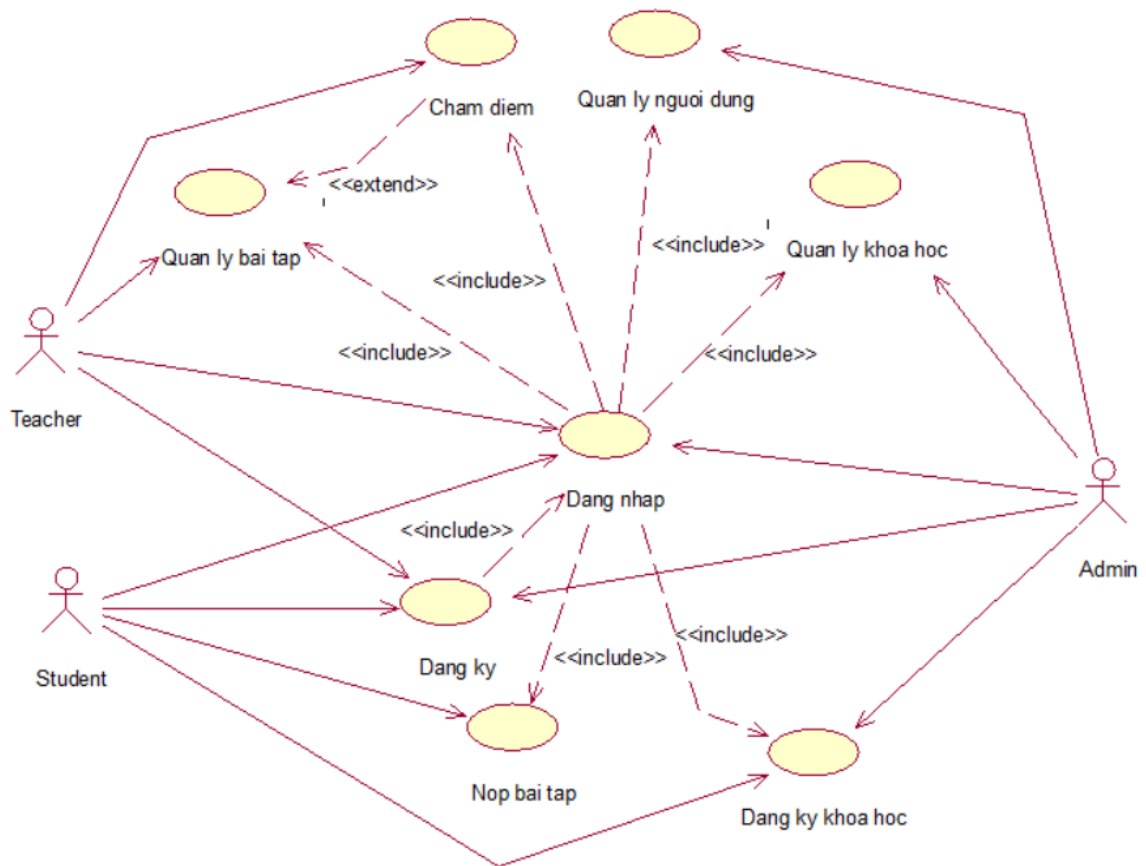 Cham diem
Quan ly nguoi dung
<<extend>>
Quan ly bai tap
<<include>>
Quan ly khoa hoc
<<include>>
<<include>>
<<include>>
Teacher
Dang nhap
<<include>>
Admin
Student
Dang ky
<<include>>
<<include>>
Nop bai tap
Dang ky khoa hoc